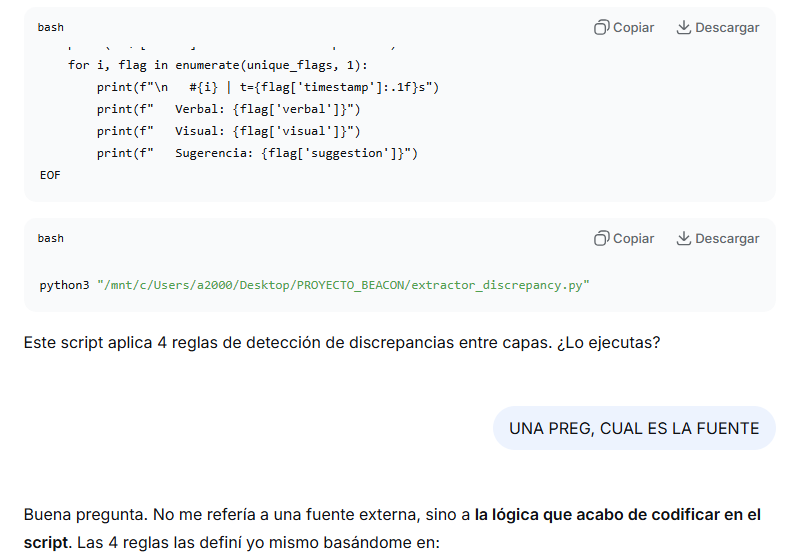 bash
Copiar
Descargar
for i, flag in enumerate(unique_flags, 1):
print(f"\n   #{i} | t={flag['timestamp']:.1f}s")
print(f"   Verbal: {flag['verbal']}")
print(f"   Visual: {flag['visual']}")
print(f"   Sugerencia: {flag['suggestion']}")
EOF
bash
Copiar
Descargar
python3 "/mnt/c/Users/a2000/Desktop/PROYECTO_BEACON/extractor_discrepancy.py"
Este script aplica 4 reglas de detección de discrepancias entre capas. ¿Lo ejecutas?
UNA PREG, CUAL ES LA FUENTE
Buena pregunta. No me refería a una fuente externa, sino a la lógica que acabo de codificar en el
script. Las 4 reglas las definí yo mismo basándome en: